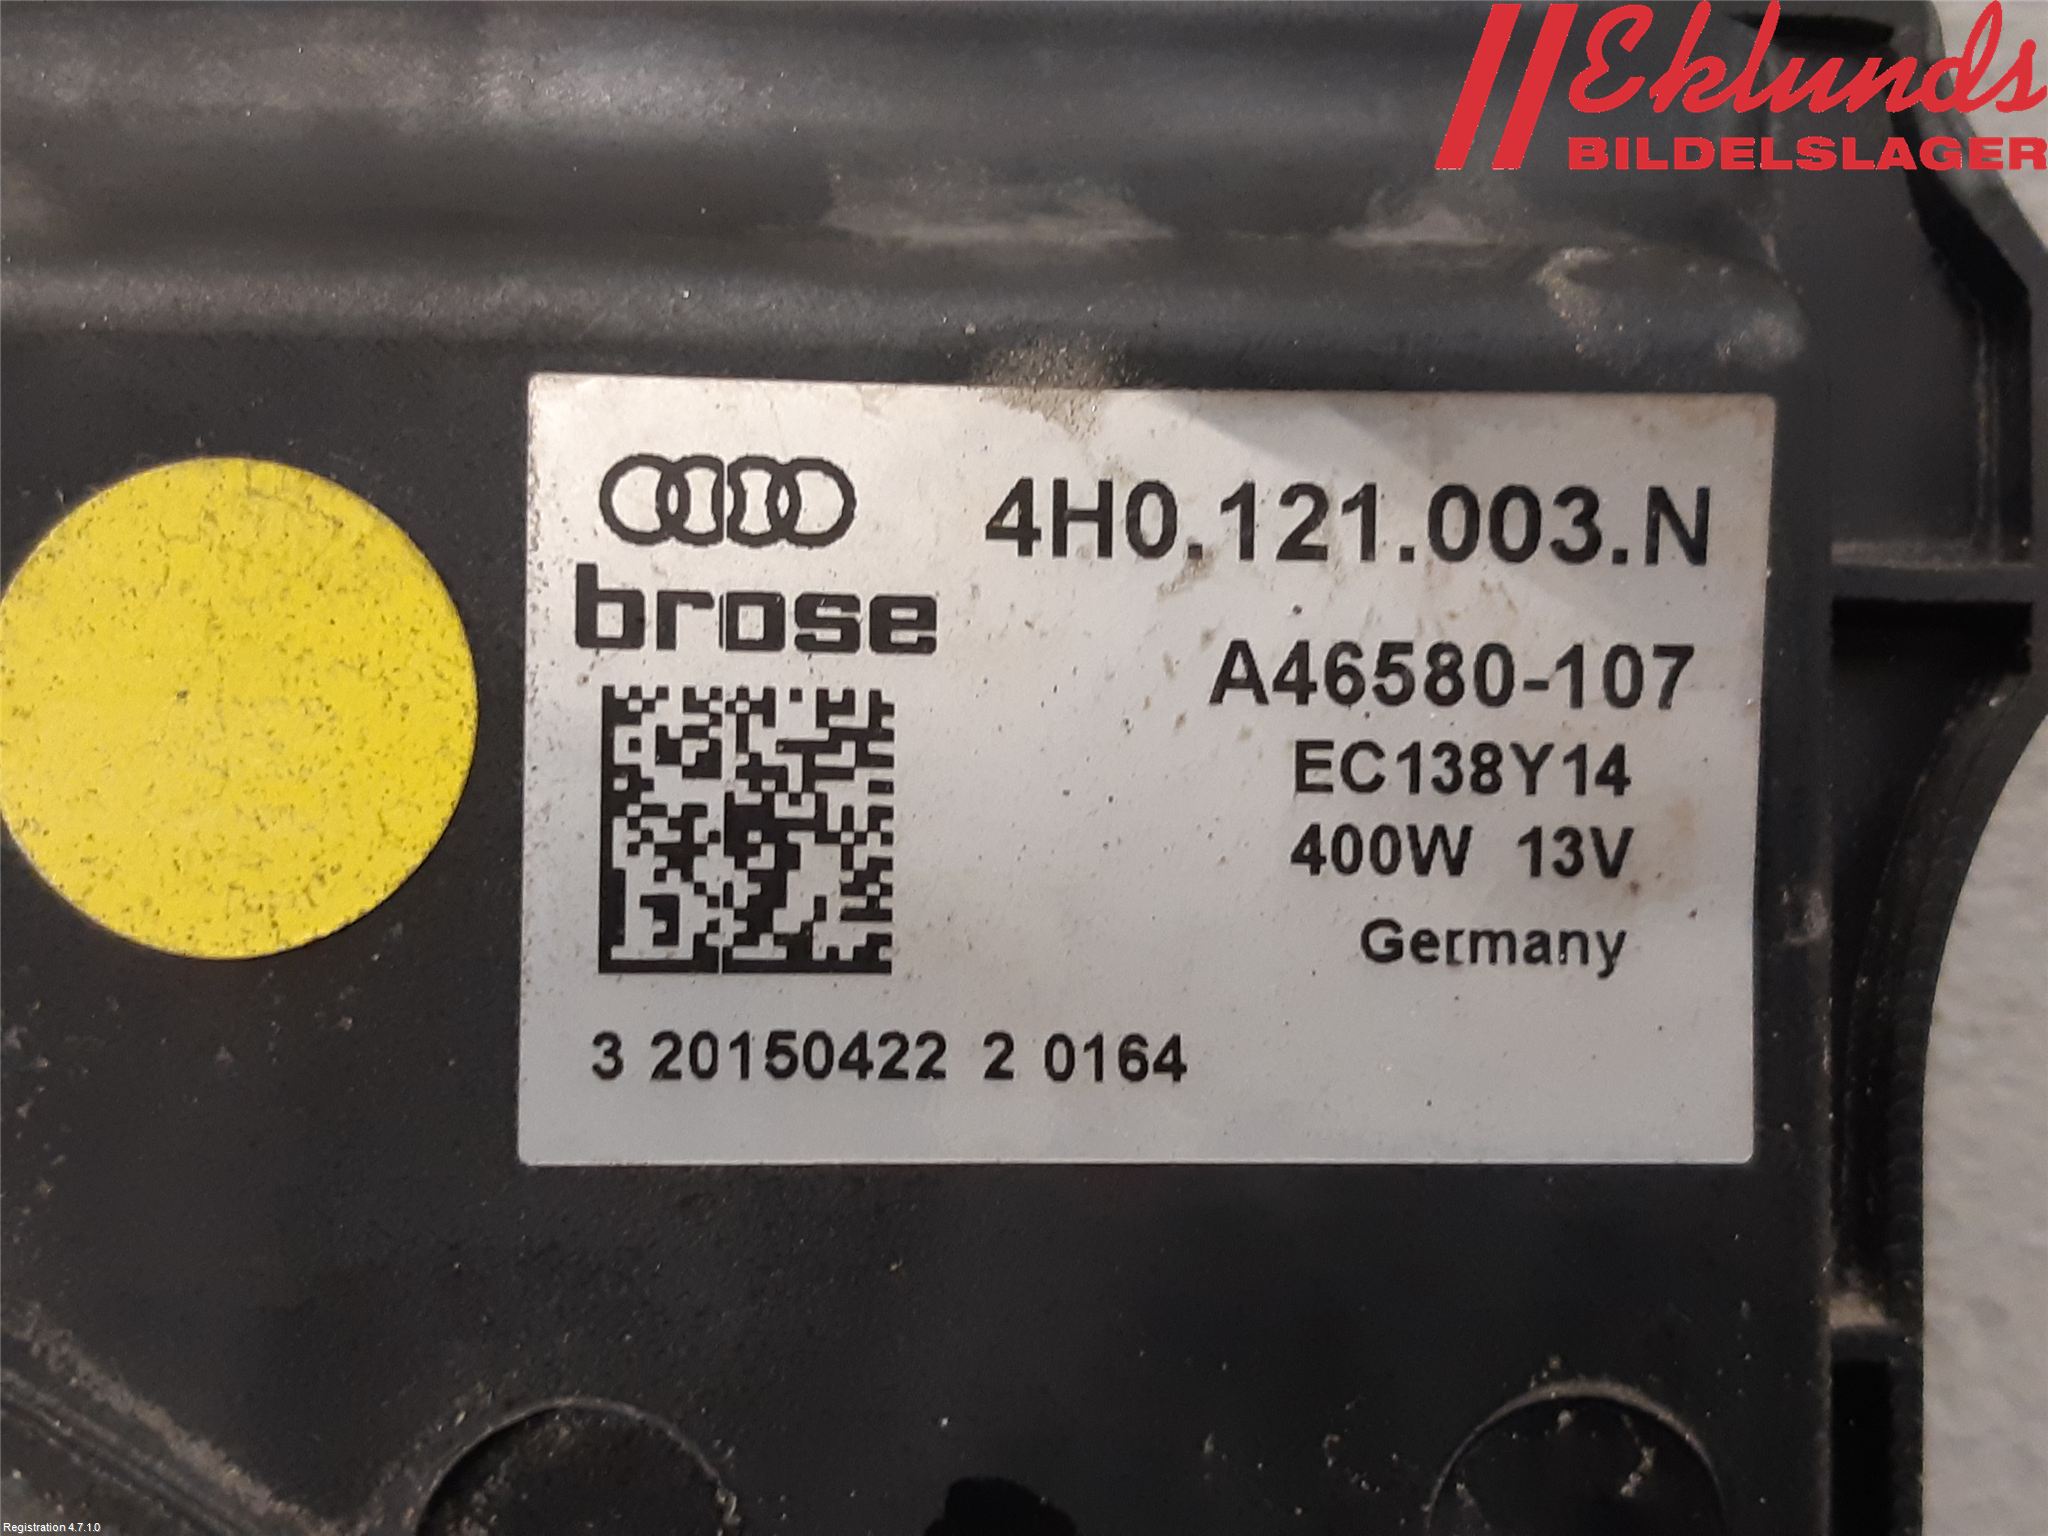 Eklunds
BILDELSLAGER
4H0.121.003.N
brose
A46580-107
EC138Y14
400W 13V
Germany
3 20150422 2 0164
Registration 4.7.1.0